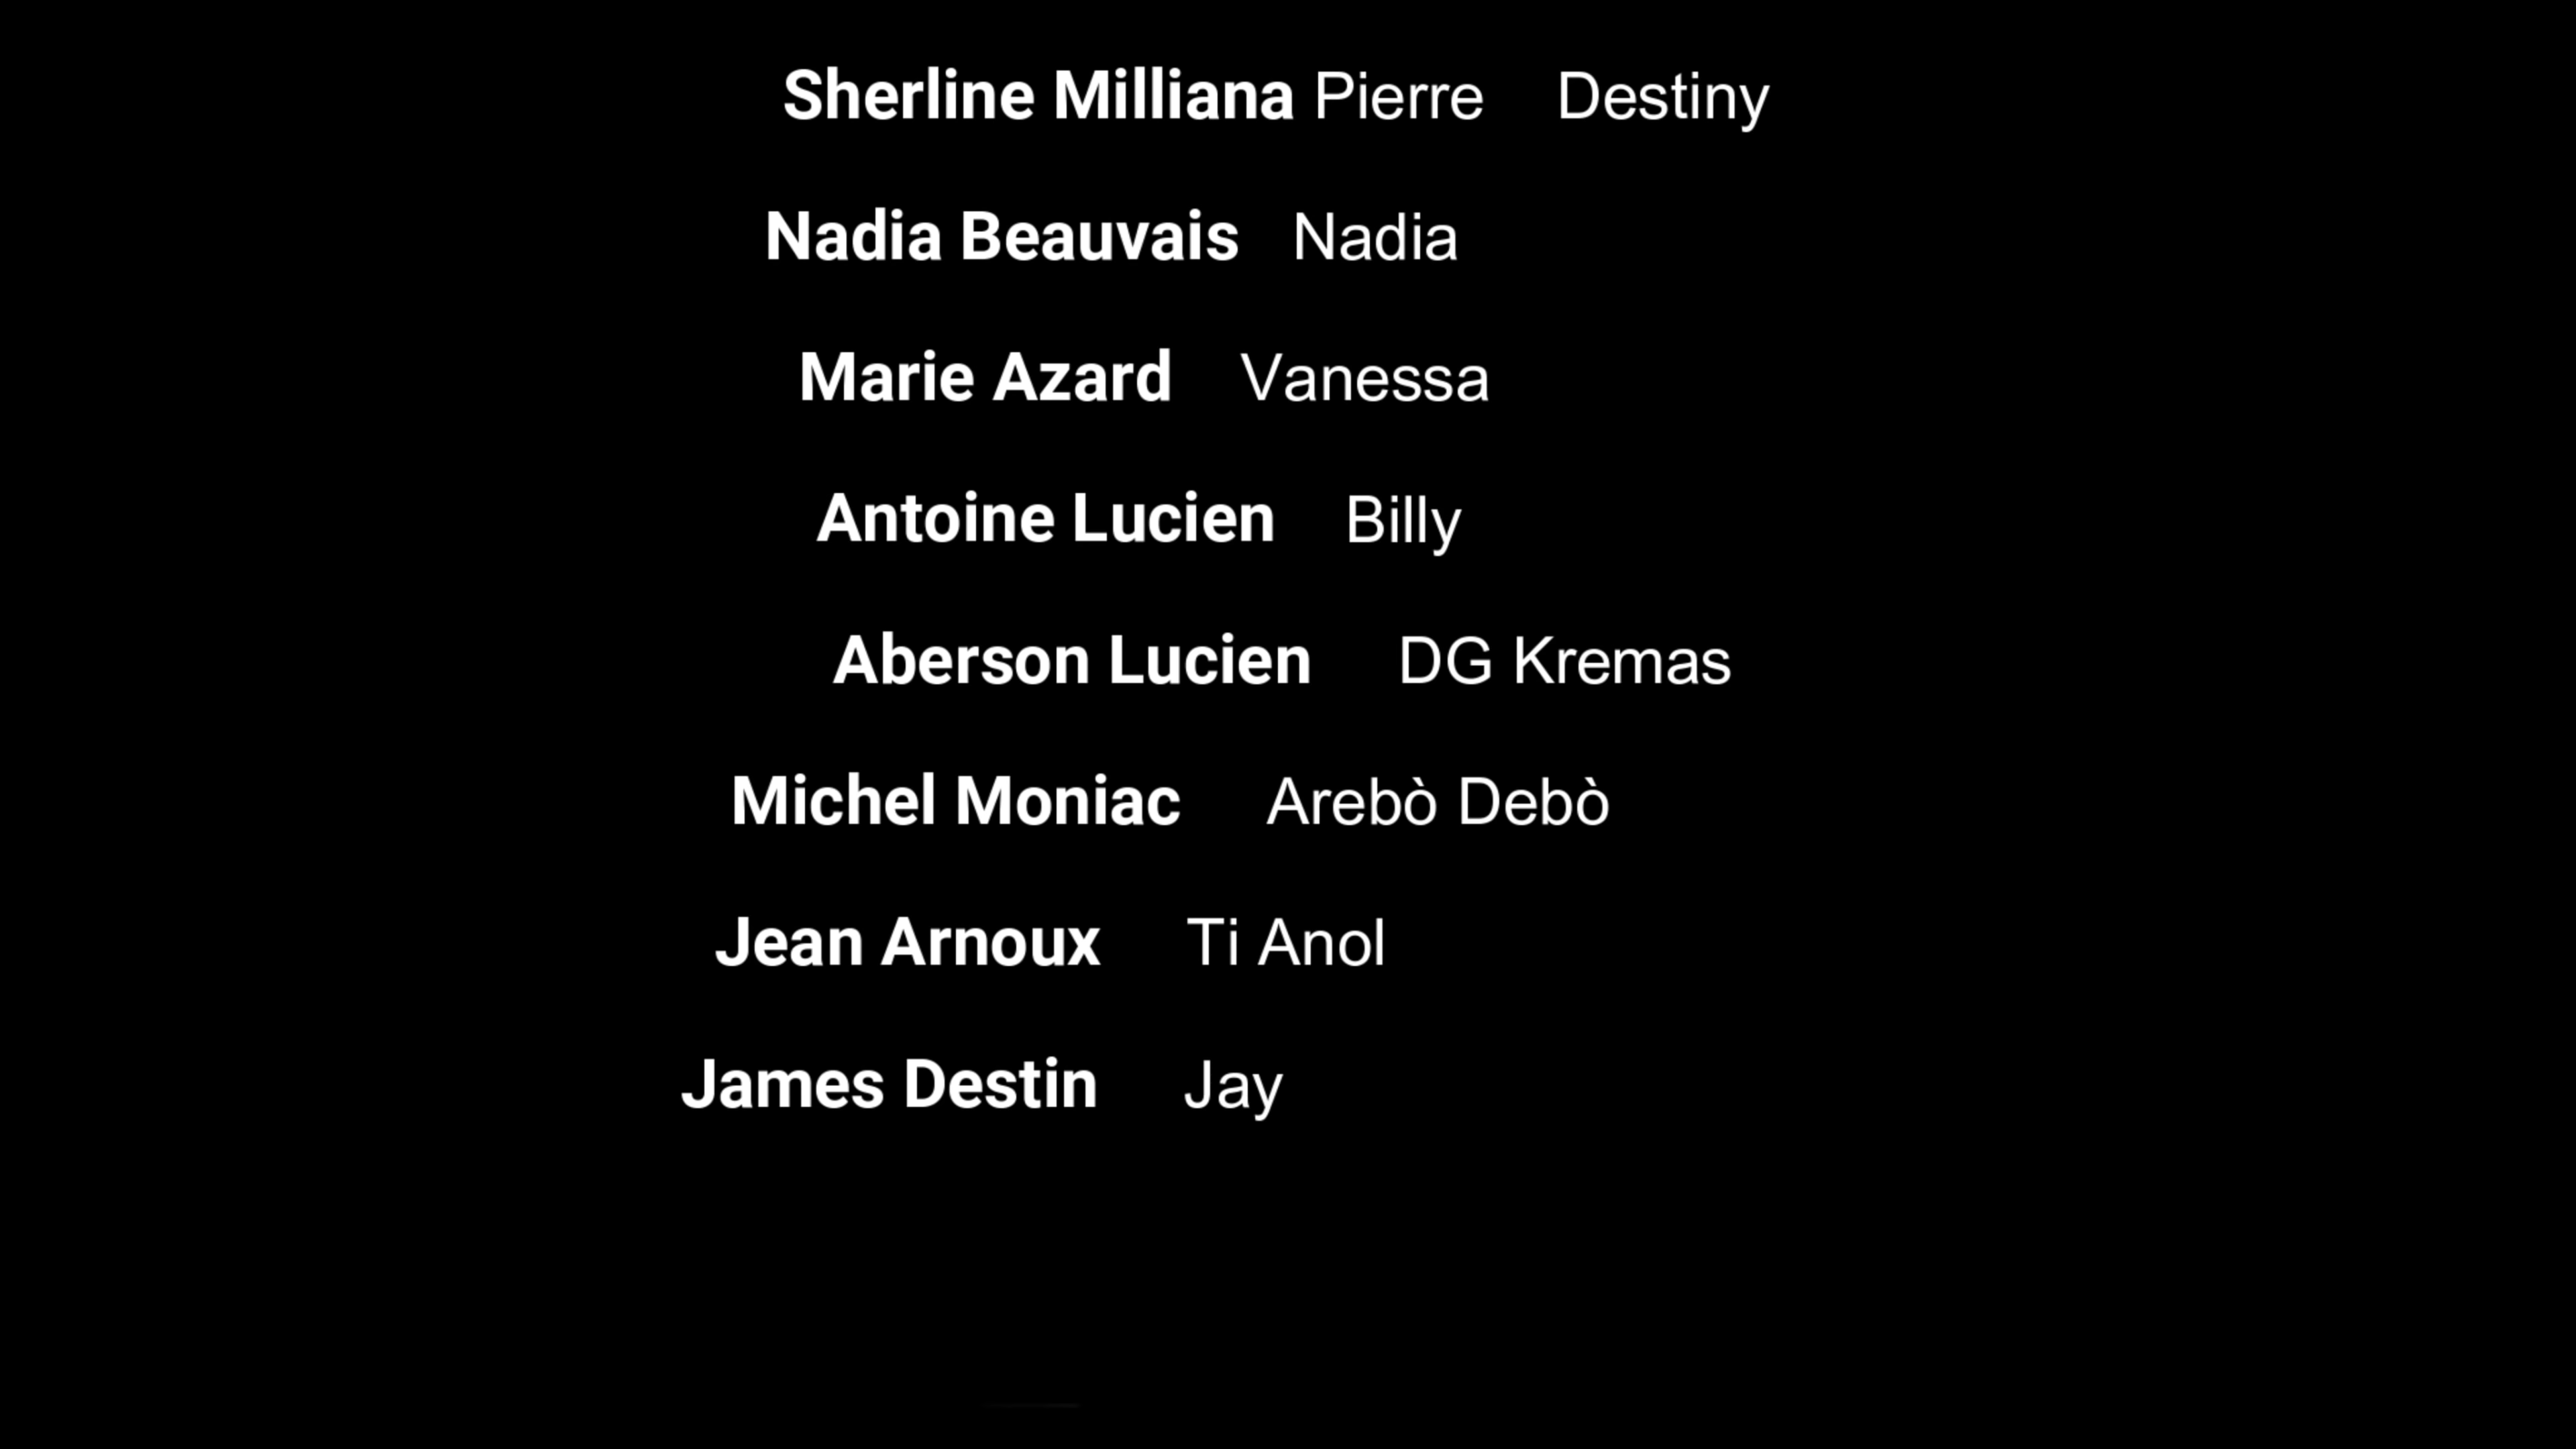 Sherline Milliana Pierre Destiny
Nadia Beauvais Nadia
Marie Azard Vanessa
Antoine Lucien Billy
Aberson Lucien DG Kremas
Michel Moniac Arebò Debò
Jean Arnoux Ti Anol
James Destin Jay